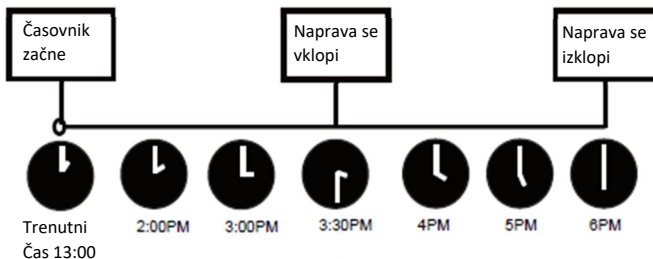 Časovnik
začne
Naprava se
vklopi
Naprava se
izklopi
2:00PM
3:00PM
3:30PM
4PM
5PM
6PM
Trenutni
Čas 13:00